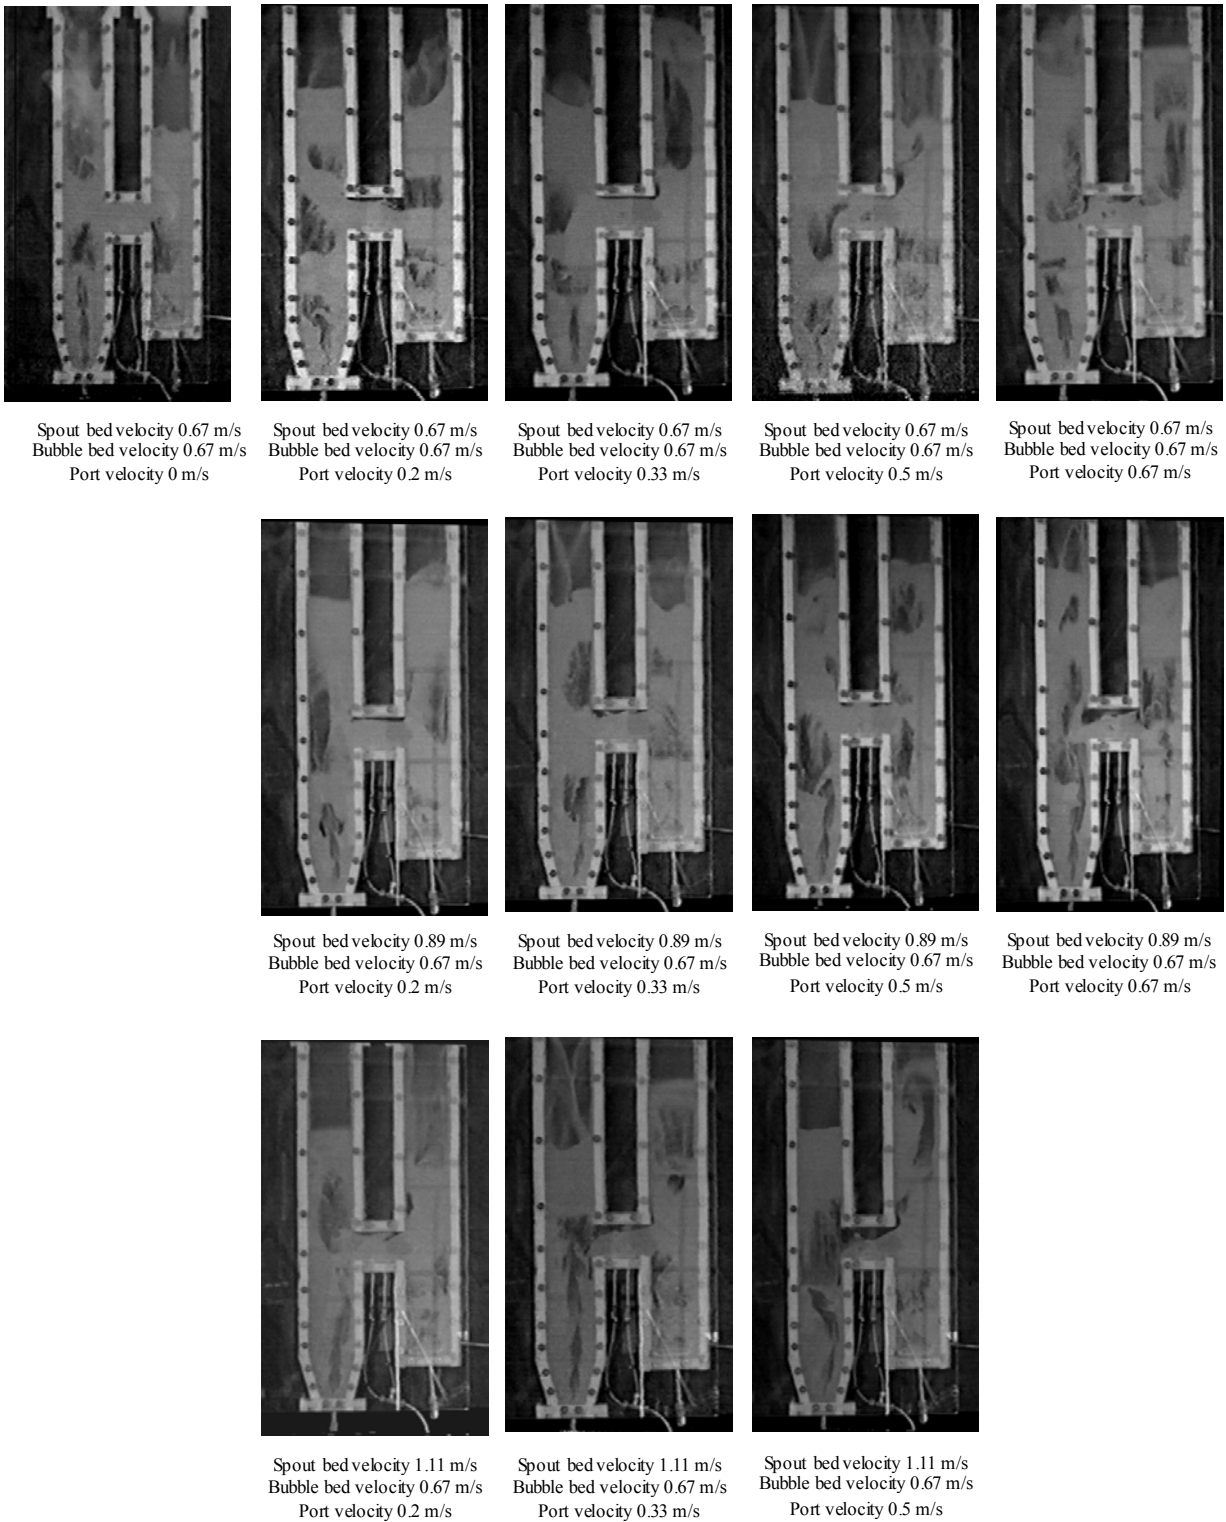 Spout bed velocity 0.67 m/s
Bubble bed velocity 0.67 m/s
Port velocity 0 m/s
Spout bed velocity 0.67 m/s
Bubble bed velocity 0.67 m/s
Port velocity 0.2 m/s
Spout bed velocity 0.67 m/s
Bubble bed velocity 0.67 m/s
Port velocity 0.33 m/s
Spout bed velocity 0.67 m/s
Bubble bed velocity 0.67 m/s
Port velocity 0.5 m/s
Spout bed velocity 0.67 m/s
Bubble bed velocity 0.67 m/s
Port velocity 0.67 m/s
Spout bed velocity 0.89 m/s
Bubble bed velocity 0.67 m/s
Port velocity 0.2 m/s
Spout bed velocity 0.89 m/s
Bubble bed velocity 0.67 m/s
Port velocity 0.33 m/s
Spout bed velocity 0.89 m/s
Bubble bed velocity 0.67 m/s
Port velocity 0.5 m/s
Spout bed velocity 0.89 m/s
Bubble bed velocity 0.67 m/s
Port velocity 0.67 m/s
Spout bed velocity 1.11 m/s
Bubble bed velocity 0.67 m/s
Port velocity 0.2 m/s
Spout bed velocity 1.11 m/s
Bubble bed velocity 0.67 m/s
Port velocity 0.33 m/s
Spout bed velocity 1.11 m/s
Bubble bed velocity 0.67 m/s
Port velocity 0.5 m/s